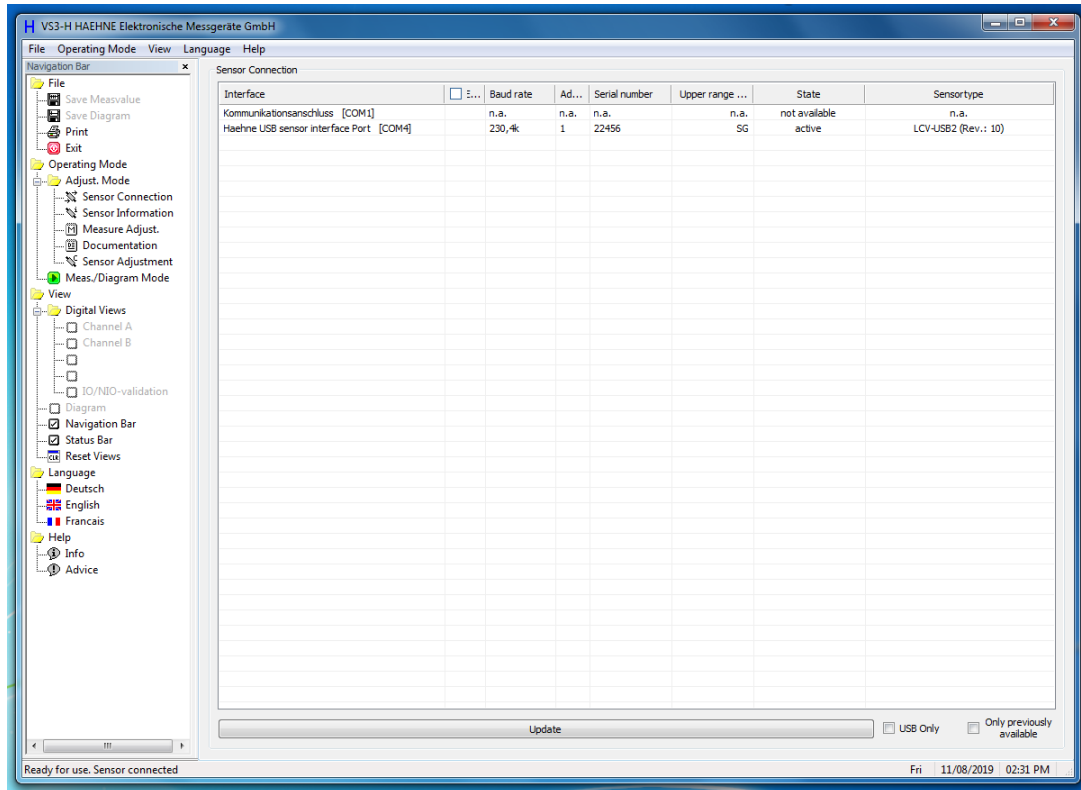 VS3-H HAEHNE Elektronische Messgeräte GmbH
File Operating Mode View Language Help
Navigation Bar
File
Save Measvalue
Save Diagram
Print
Exit
Operating Mode
Adjust. Mode
Sensor Connection
Sensor Information
Measure Adjust.
Documentation
Sensor Adjustment
Meas./Diagram Mode
View
Digital Views
Channel A
Channel B
IO/NIO-validation
Diagram
Navigation Bar
Status Bar
Reset Views
Language
Deutsch
English
Francais
Help
Info
Advice
Sensor Connection
Interface Baud rate Ad... Serial number Upper range ... State Sensortype
Kommunikationsanschluss [COM1] n.a. n.a. n.a. n.a. not available n.a.
Haehne USB sensor interface Port [COM4] 230,4k 1 22456 SG active LCV-USB2 (Rev.: 10)
Update
USB Only
Only previously
available
Ready for use. Sensor connected
Fri 11/08/2019 02:31 PM